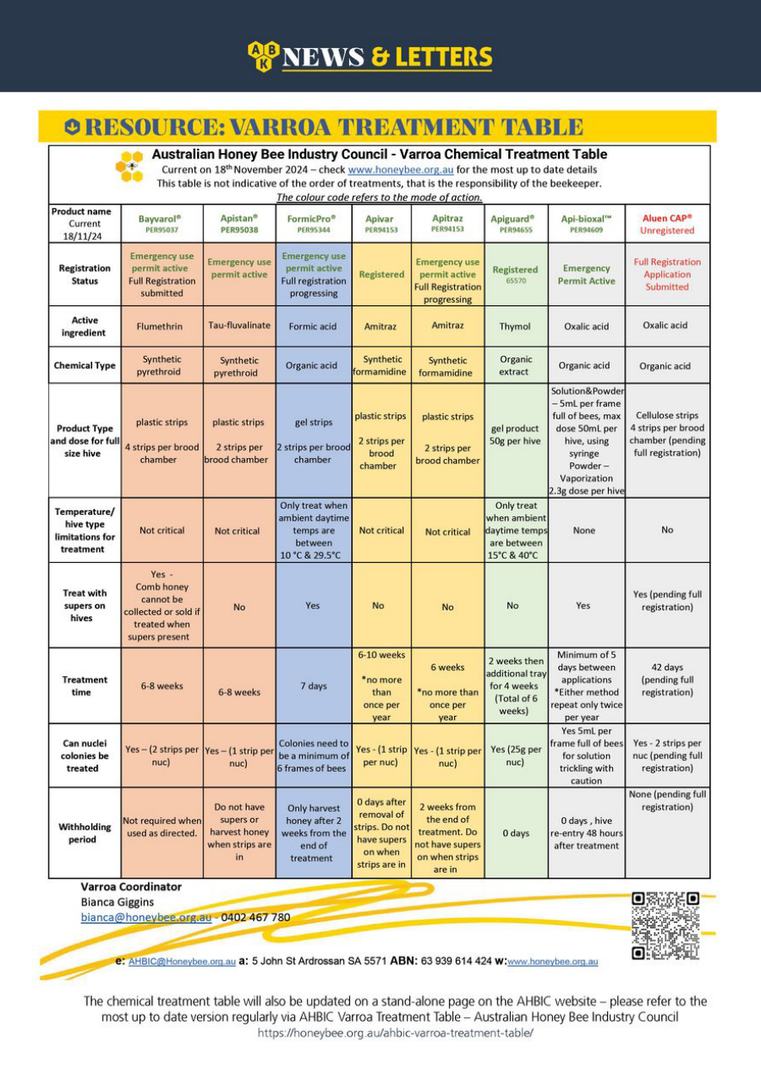 ABK NEWS & LETTERS
RESOURCE: VARROA TREATMENT TABLE
Australian Honey Bee Industry Council - Varroa Chemical Treatment Table
Current on 18th November 2024 – check www.honeybee.org.au for the most up to date details
This table is not indicative of the order of treatments, that is the responsibility of the beekeeper.
The colour code refers to the mode of action.
Product name
Current
18/11/24
Bayvarol®
PER95037
Apistan®
PER95038
FormicPro®
PER95344
Apivar
PER94153
Apitraz
PER94153
Apiguard®
PER94655
Api-bioxal™
PER94609
Aluen CAP®
Unregistered
Registration
Status
Emergency use
permit active
Full Registration
submitted
Emergency use
permit active
Emergency use
permit active
Full registration
progressing
Registered
Emergency use
permit active
Full Registration
progressing
Registered
65570
Emergency
Permit Active
Full Registration
Application
Submitted
Active
ingredient
Flumethrin
Tau-fluvalinate
Formic acid
Amitraz
Amitraz
Thymol
Oxalic acid
Oxalic acid
Chemical Type
Synthetic
pyrethroid
Synthetic
pyrethroid
Organic acid
Synthetic
formamidine
Synthetic
formamidine
Organic
extract
Organic acid
Organic acid
Product Type
and dose for full
size hive
plastic strips
4 strips per brood
chamber
plastic strips
2 strips per
brood chamber
gel strips
2 strips per brood
chamber
plastic strips
2 strips per
brood
chamber
plastic strips
2 strips per
brood chamber
gel product
50g per hive
Solution&Powder
– 5mL per frame
full of bees, max
dose 50mL per
hive, using
syringe
Powder –
Vaporization
2.3g dose per hive
Cellulose strips
4 strips per brood
chamber (pending
full registration)
Temperature/
hive type
limitations for
treatment
Not critical
Not critical
Only treat when
ambient daytime
temps are
between
10 °C & 29.5°C
Not critical
Not critical
Only treat
when ambient
daytime temps
are between
15°C & 40°C
None
No
Treat with
supers on
hives
Yes -
Comb honey
cannot be
collected or sold if
treated when
supers present
No
Yes
No
No
No
Yes
Yes (pending full
registration)
Treatment
time
6-8 weeks
6-8 weeks
7 days
6-10 weeks
*no more
than
once per
year
6 weeks
*no more than
once per
year
2 weeks then
additional tray
for 4 weeks
(Total of 6
weeks)
Minimum of 5
days between
applications
*Either method
repeat only twice
per year
42 days
(pending full
registration)
Can nuclei
colonies be
treated
Yes – (2 strips per
nuc)
Yes – (1 strip per
nuc)
Colonies need to
be a minimum of
6 frames of bees
Yes - (1 strip
per nuc)
Yes - (1 strip per
nuc)
Yes (25g per
nuc)
Yes 5mL per
frame full of bees
for solution
trickling with
caution
Yes - 2 strips per
nuc (pending full
registration)
Withholding
period
Not required when
used as directed.
Do not have
supers or
harvest honey
when strips are
in
Only harvest
honey after 2
weeks from the
end of
treatment
0 days after
removal of
strips. Do not
have supers
on when
strips are in
2 weeks from
the end of
treatment. Do
not have supers
on when strips
are in
0 days
0 days , hive
re-entry 48 hours
after treatment
None (pending full
registration)
Varroa Coordinator
Bianca Giggins
bianca@honeybee.org.au - 0402 467 780
e: AHBIC@Honeybee.org.au a: 5 John St Ardrossan SA 5571 ABN: 63 939 614 424 w:www.honeybee.org.au
The chemical treatment table will also be updated on a stand-alone page on the AHBIC website – please refer to the
most up to date version regularly via AHBIC Varroa Treatment Table – Australian Honey Bee Industry Council
https://honeybee.org.au/ahbic-varroa-treatment-table/